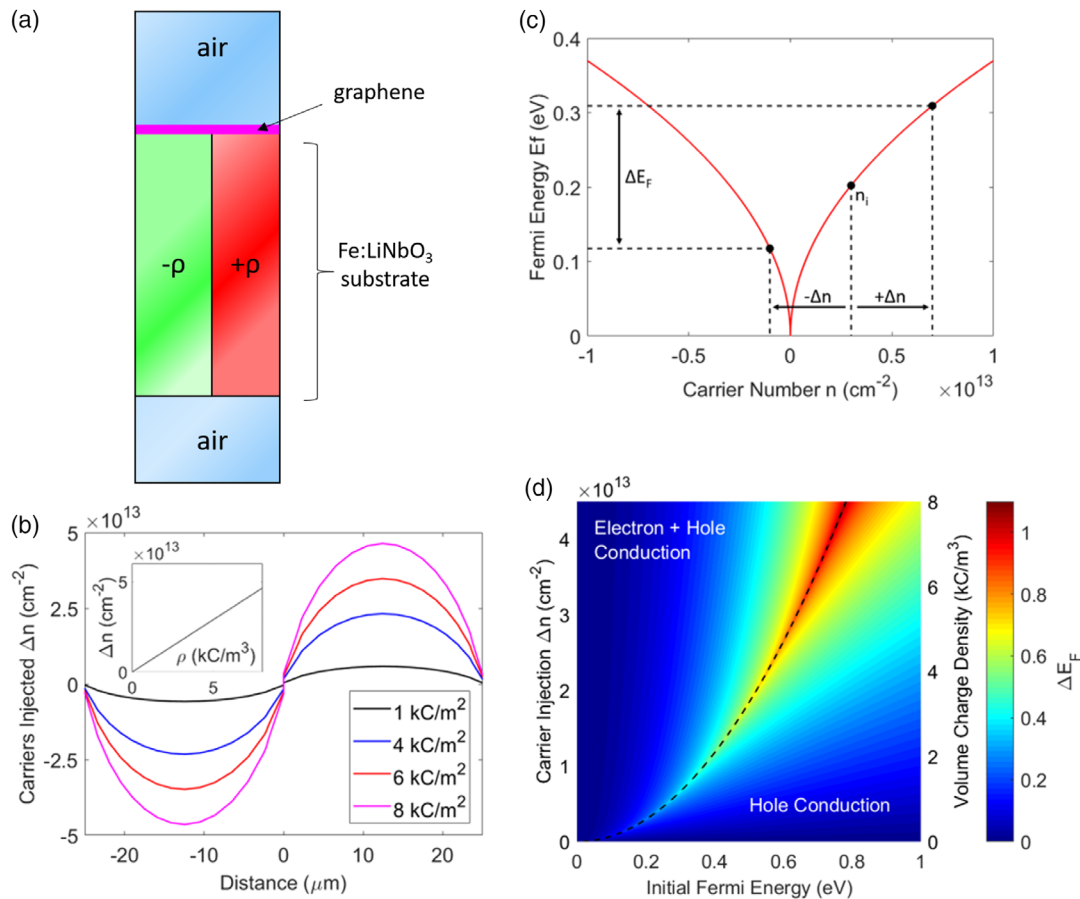 (a)
air
graphene
-ρ
+ρ
Fe:LiNbO3
substrate
air
(b)
×10^13
5
2.5
0
-2.5
-5
Carriers Injected Δn (cm^-2)
-20
-10
0
10
20
Distance (μm)
×10^13
5
0
Δn (cm^-2)
ρ (kC/m^3)
0
5
1 kC/m^2
4 kC/m^2
6 kC/m^2
8 kC/m^2
(c)
0.4
0.3
0.2
0.1
0
Fermi Energy Ef (eV)
ΔE_F
n_i
-Δn
+Δn
-1
-0.5
0
0.5
1
Carrier Number n (cm^-2)
×10^13
(d)
×10^13
Electron + Hole
Conduction
Hole Conduction
4
3
2
1
0
Carrier Injection Δn (cm^-2)
0
0.2
0.4
0.6
0.8
1
Initial Fermi Energy (eV)
8
6
4
2
0
Volume Charge Density (kC/m^3)
1
0.8
0.6
0.4
0.2
0
ΔE_F